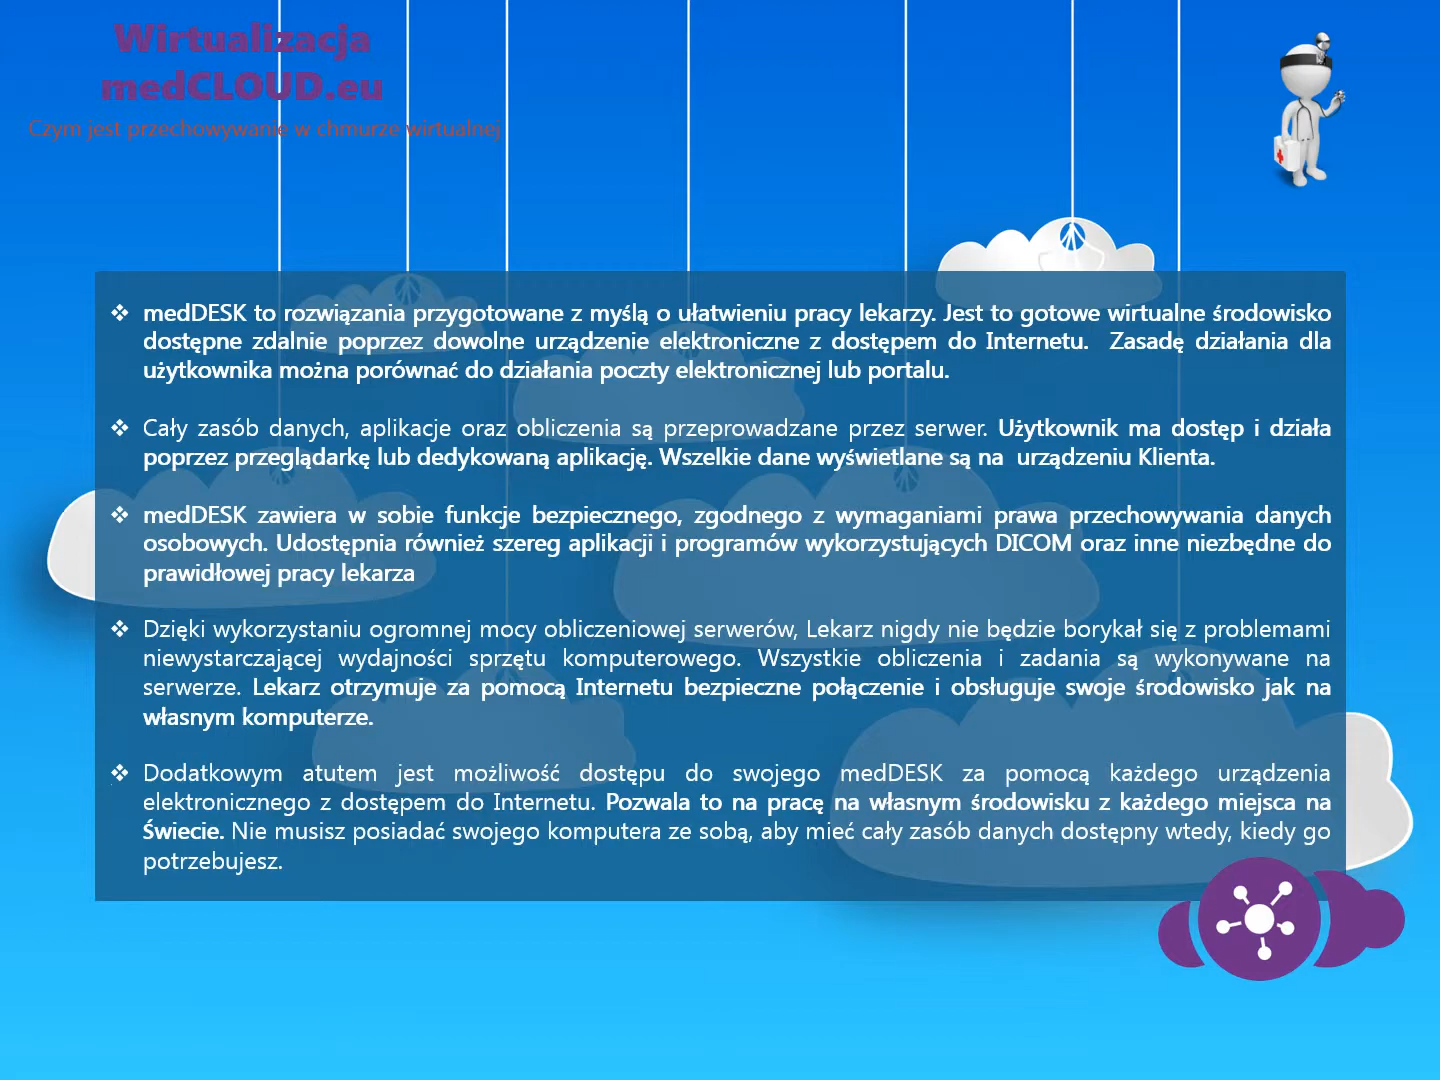 Wirtualizacja
medCLOUD.eu
Czym jest przechowywanie w chmurze wirtualnej
❖ medDESK to rozwiązania przygotowane z myślą o ułatwieniu pracy lekarzy. Jest to gotowe wirtualne środowisko
dostępne zdalnie poprzez dowolne urządzenie elektroniczne z dostępem do Internetu. Zasadę działania dla
użytkownika można porównać do działania poczty elektronicznej lub portalu.
❖ Cały zasób danych, aplikacje oraz obliczenia są przeprowadzane przez serwer. Użytkownik ma dostęp i działa
poprzez przeglądarkę lub dedykowaną aplikację. Wszelkie dane wyświetlane są na urządzeniu Klienta.
❖ medDESK zawiera w sobie funkcje bezpiecznego, zgodnego z wymaganiami prawa przechowywania danych
osobowych. Udostępnia również szereg aplikacji i programów wykorzystujących DICOM oraz inne niezbędne do
prawidłowej pracy lekarza
❖ Dzięki wykorzystaniu ogromnej mocy obliczeniowej serwerów, Lekarz nigdy nie będzie borykał się z problemami
niewystarczającej wydajności sprzętu komputerowego. Wszystkie obliczenia i zadania są wykonywane na
serwerze. Lekarz otrzymuje za pomocą Internetu bezpieczne połączenie i obsługuje swoje środowisko jak na
własnym komputerze.
❖ Dodatkowym atutem jest możliwość dostępu do swojego medDESK za pomocą każdego urządzenia
elektronicznego z dostępem do Internetu. Pozwala to na pracę na własnym środowisku z każdego miejsca na
Świecie. Nie musisz posiadać swojego komputera ze sobą, aby mieć cały zasób danych dostępny wtedy, kiedy go
potrzebujesz.